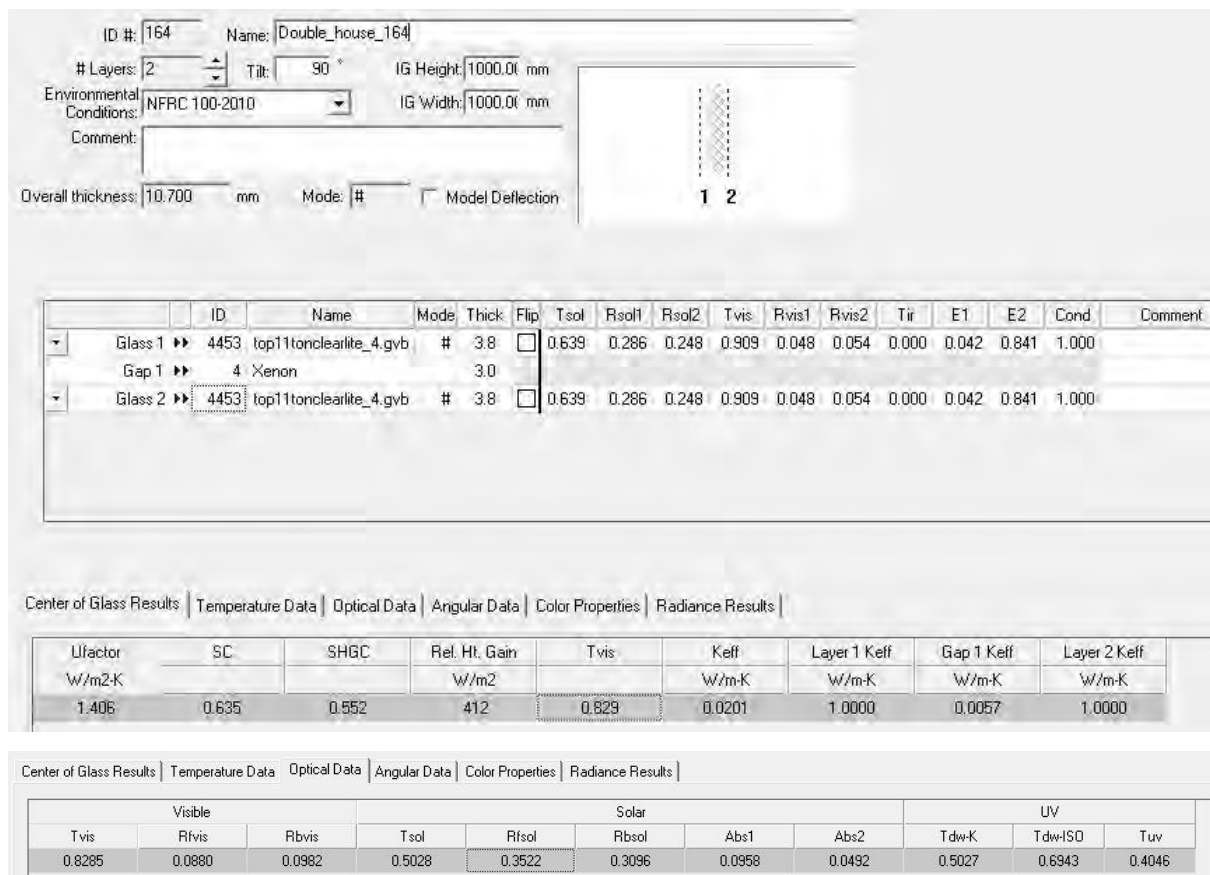 ID #: 164 Name: Double_house_164
# Layers: 2 Tilt: 90 ° IG Height: 1000.0( mm
Environmental Conditions: NFRC 100-2010 IG Width: 1000.0( mm
Comment:
Overall thickness: 10.700 mm Mode: # Model Deflection
1 2
ID Name Mode Thick Flip Tsol Rsol1 Rsol2 Tvis Rvis1 Rvis2 Tir E1 E2 Cond Comment
Glass 1 4453 top11tonclearlite_4.gvb # 3.8 0.639 0.286 0.248 0.909 0.048 0.054 0.000 0.042 0.841 1.000
Gap 1 4 Xenon 3.0
Glass 2 4453 top11tonclearlite_4.gvb # 3.8 0.639 0.286 0.248 0.909 0.048 0.054 0.000 0.042 0.841 1.000
Center of Glass Results Temperature Data Optical Data Angular Data Color Properties Radiance Results
Ufactor SC SHGC Rel. Ht. Gain Tvis Keff Layer 1 Keff Gap 1 Keff Layer 2 Keff
W/m2-K W/m2 W/m-K W/m-K W/m-K W/m-K
1.406 0.635 0.552 412 0.829 0.0201 1.0000 0.0057 1.0000
Center of Glass Results Temperature Data Optical Data Angular Data Color Properties Radiance Results
Visible Solar UV
Tvis Rfvis Rbvis Tsol Rfsol Rbsol Abs1 Abs2 Tdw-K Tdw-ISO Tuv
0.8285 0.0880 0.0982 0.5028 0.3522 0.3096 0.0958 0.0492 0.5027 0.6943 0.4046